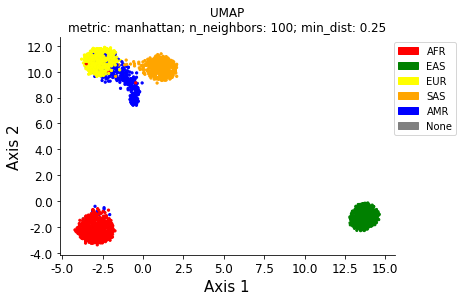 UMAP
metric: manhattan; n_neighbors: 100; min_dist: 0.25
12.0
10.0
8.0
6.0
4.0
2.0
0.0
-2.0
-4.0
Axis 2
-5.0 -2.5 0.0 2.5 5.0 7.5 10.0 12.5 15.0
Axis 1
AFR
EAS
EUR
SAS
AMR
None